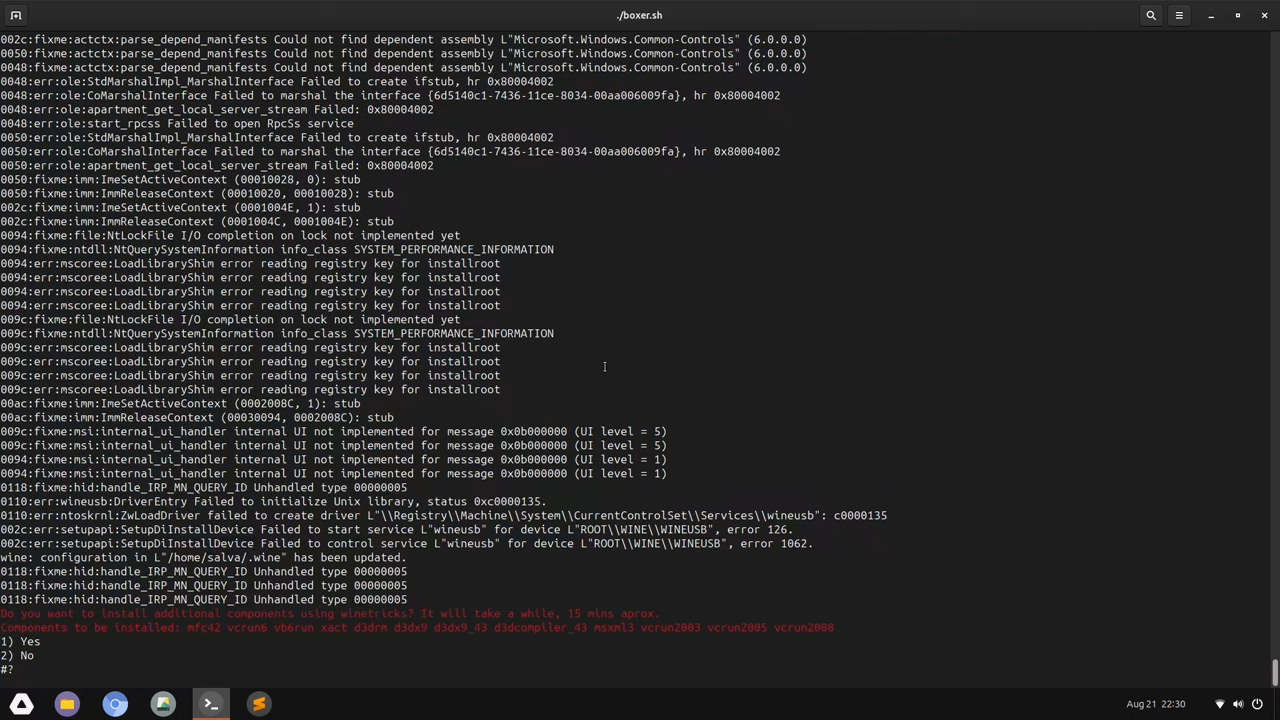 ./boxer.sh
002c:fixme:actctx:parse_depend_manifests Could not find dependent assembly L"Microsoft.Windows.Common-Controls" (6.0.0.0)
0050:fixme:actctx:parse_depend_manifests Could not find dependent assembly L"Microsoft.Windows.Common-Controls" (6.0.0.0)
0048:fixme:actctx:parse_depend_manifests Could not find dependent assembly L"Microsoft.Windows.Common-Controls" (6.0.0.0)
0048:err:ole:StdMarshalImpl_MarshalInterface Failed to create ifstub, hr 0x80004002
0048:err:ole:CoMarshalInterface Failed to marshal the interface {6d5140c1-7436-11ce-8034-00aa006009fa}, hr 0x80004002
0048:err:ole:apartment_get_local_server_stream Failed: 0x80004002
0048:err:ole:start_rpcss Failed to open RpcSs service
0050:err:ole:StdMarshalImpl_MarshalInterface Failed to create ifstub, hr 0x80004002
0050:err:ole:CoMarshalInterface Failed to marshal the interface {6d5140c1-7436-11ce-8034-00aa006009fa}, hr 0x80004002
0050:err:ole:apartment_get_local_server_stream Failed: 0x80004002
0050:fixme:imm:ImeSetActiveContext (00010028, 0): stub
0050:fixme:imm:ImmReleaseContext (00010020, 00010028): stub
002c:fixme:imm:ImeSetActiveContext (0001004E, 1): stub
002c:fixme:imm:ImmReleaseContext (0001004C, 0001004E): stub
0094:fixme:file:NtLockFile I/O completion on lock not implemented yet
0094:fixme:ntdll:NtQuerySystemInformation info_class SYSTEM_PERFORMANCE_INFORMATION
0094:err:mscoree:LoadLibraryShim error reading registry key for installroot
0094:err:mscoree:LoadLibraryShim error reading registry key for installroot
0094:err:mscoree:LoadLibraryShim error reading registry key for installroot
0094:err:mscoree:LoadLibraryShim error reading registry key for installroot
009c:fixme:file:NtLockFile I/O completion on lock not implemented yet
009c:fixme:ntdll:NtQuerySystemInformation info_class SYSTEM_PERFORMANCE_INFORMATION
009c:err:mscoree:LoadLibraryShim error reading registry key for installroot
009c:err:mscoree:LoadLibraryShim error reading registry key for installroot
009c:err:mscoree:LoadLibraryShim error reading registry key for installroot
009c:err:mscoree:LoadLibraryShim error reading registry key for installroot
00ac:fixme:imm:ImeSetActiveContext (0002008C, 1): stub
00ac:fixme:imm:ImmReleaseContext (00030094, 0002008C): stub
009c:fixme:msi:internal_ui_handler internal UI not implemented for message 0x0b000000 (UI level = 5)
009c:fixme:msi:internal_ui_handler internal UI not implemented for message 0x0b000000 (UI level = 5)
0094:fixme:msi:internal_ui_handler internal UI not implemented for message 0x0b000000 (UI level = 1)
0094:fixme:msi:internal_ui_handler internal UI not implemented for message 0x0b000000 (UI level = 1)
0118:fixme:hid:handle_IRP_MN_QUERY_ID Unhandled type 00000005
0110:err:wineusb:DriverEntry Failed to initialize Unix library, status 0xc0000135.
0110:err:ntoskrnl:ZwLoadDriver failed to create driver L"\\Registry\\Machine\\System\\CurrentControlSet\\Services\\wineusb": c0000135
002c:err:setupapi:SetupDiInstallDevice Failed to start service L"wineusb" for device L"ROOT\\WINE\\WINEUSB", error 126.
002c:err:setupapi:SetupDiInstallDevice Failed to control service L"wineusb" for device L"ROOT\\WINE\\WINEUSB", error 1062.
wine: configuration in L"/home/salva/.wine" has been updated.
0118:fixme:hid:handle_IRP_MN_QUERY_ID Unhandled type 00000005
0118:fixme:hid:handle_IRP_MN_QUERY_ID Unhandled type 00000005
0118:fixme:hid:handle_IRP_MN_QUERY_ID Unhandled type 00000005
Do you want to install additional components using winetricks? It will take a while, 15 mins aprox.
Components to be installed: mfc42 vcrun6 vb6run xact d3drm d3dx9 d3dx9_43 d3dcompiler_43 msxml3 vcrun2003 vcrun2005 vcrun2008
1) Yes
2) No
#?
Aug 21 22:30